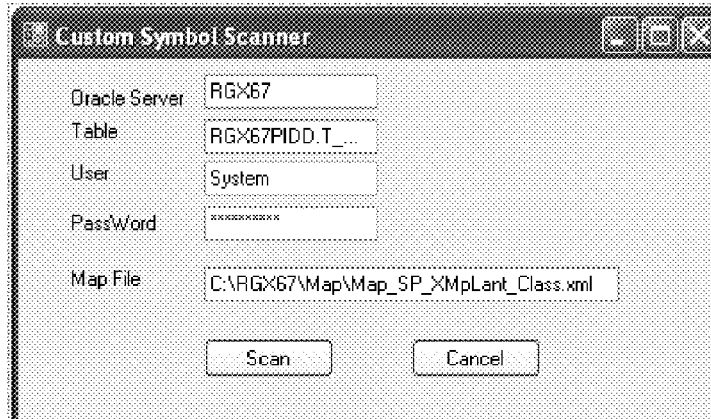 Custom Symbol Scanner
Oracle Server RGX67
Table RGX67PIDD.T_...
User System
PassWord **********
Map File C:\RGX67\Map\Map_SP_XMpLant_Class.xml
Scan Cancel